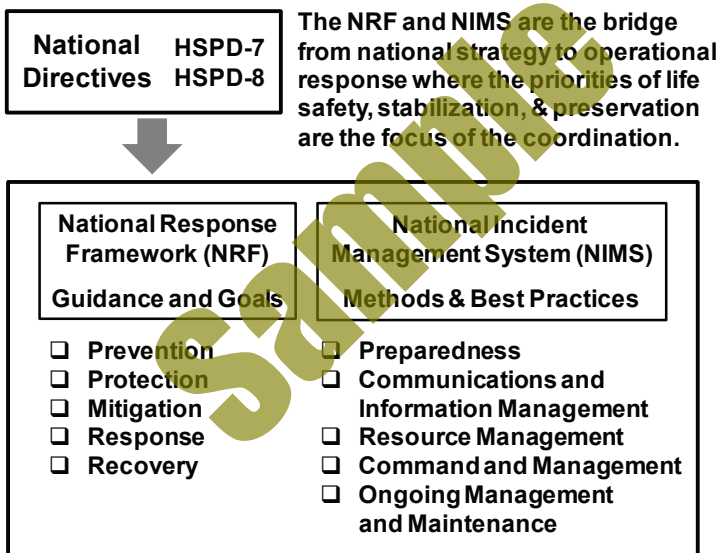 National
Directives
HSPD-7
HSPD-8
The NRF and NIMS are the bridge
from national strategy to operational
response where the priorities of life
safety, stabilization, & preservation
are the focus of the coordination.
National Response
Framework (NRF)
Guidance and Goals
❑ Prevention
❑ Protection
❑ Mitigation
❑ Response
❑ Recovery
National Incident
Management System (NIMS)
Methods & Best Practices
❑ Preparedness
❑ Communications and
Information Management
❑ Resource Management
❑ Command and Management
❑ Ongoing Management
and Maintenance
Sample